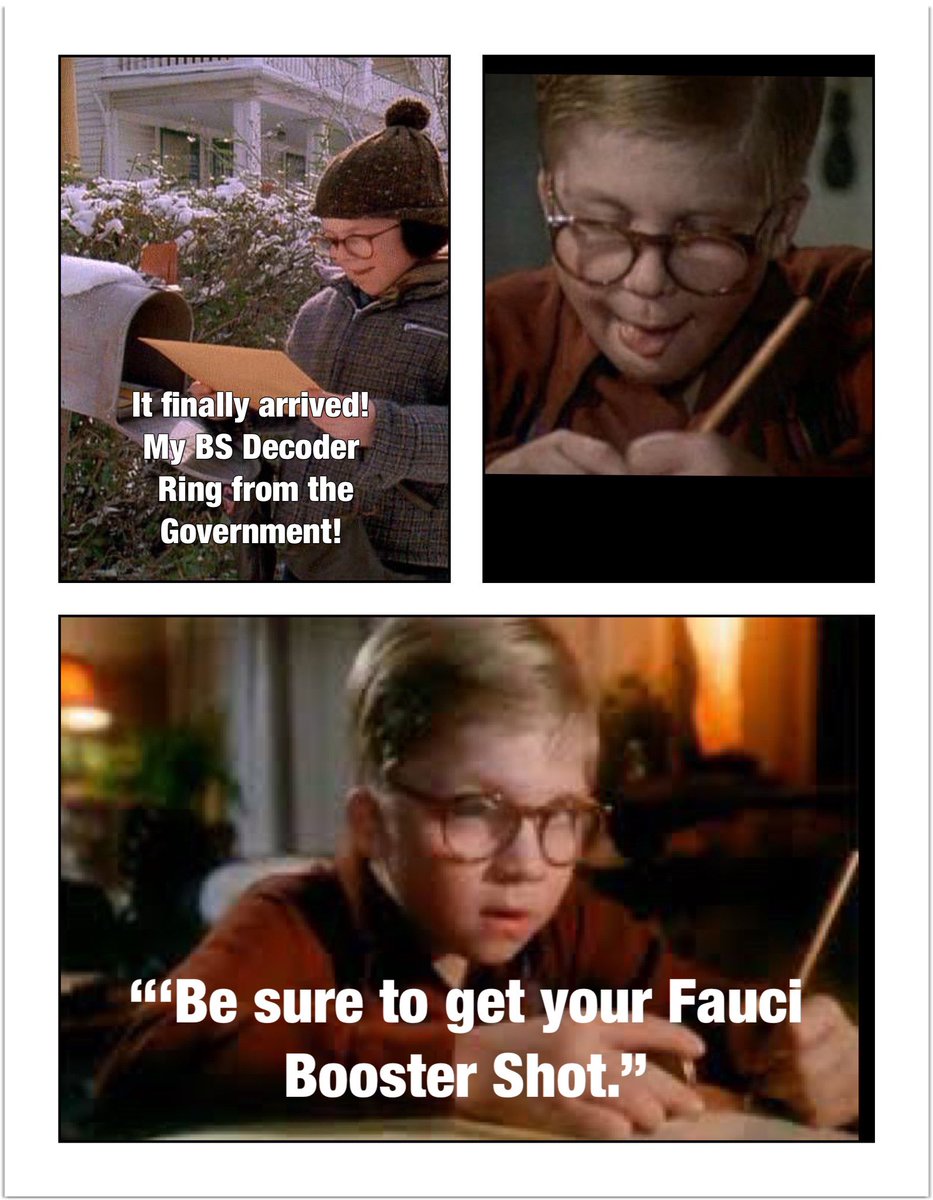 It finally arrived!
My BS Decoder
Ring from the
Government!
“‘Be sure to get your Fauci
Booster Shot.”